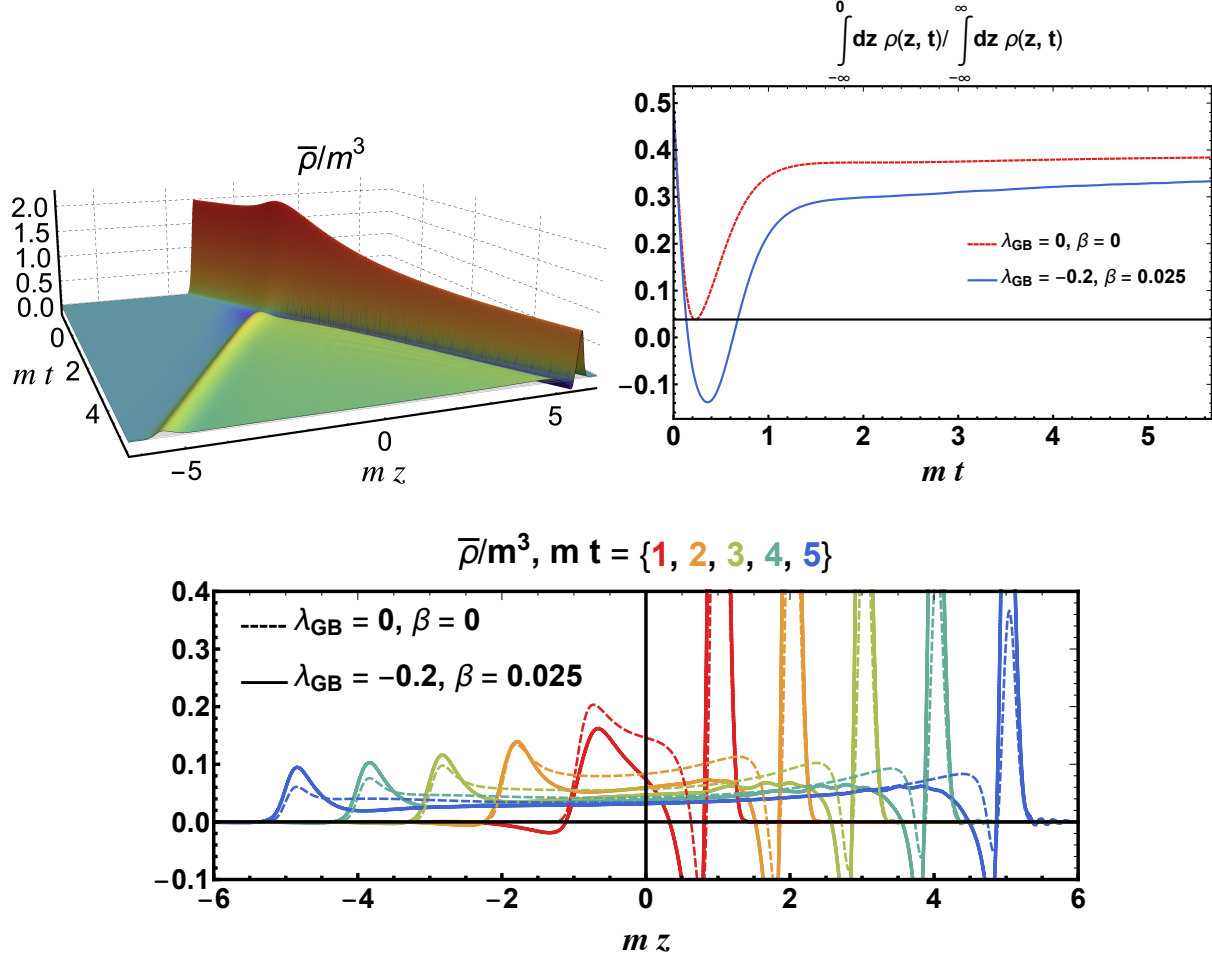 ρ̅/m³
2.0
1.5
1.0
0.5
0.0
0
2
4
m t
−5
0
5
m z
∫₋∞⁰ dz ρ(z, t)/ ∫₋∞^∞ dz ρ(z, t)
0.5
0.4
0.3
0.2
0.1
0.0
−0.1
λGB = 0, β = 0
λGB = −0.2, β = 0.025
0 1 2 3 4 5
m t
ρ̅/m³, m t = {1, 2, 3, 4, 5}
0.4
0.3
0.2
0.1
0.0
−0.1
λGB = 0, β = 0
λGB = −0.2, β = 0.025
−6 −4 −2 0 2 4 6
m z